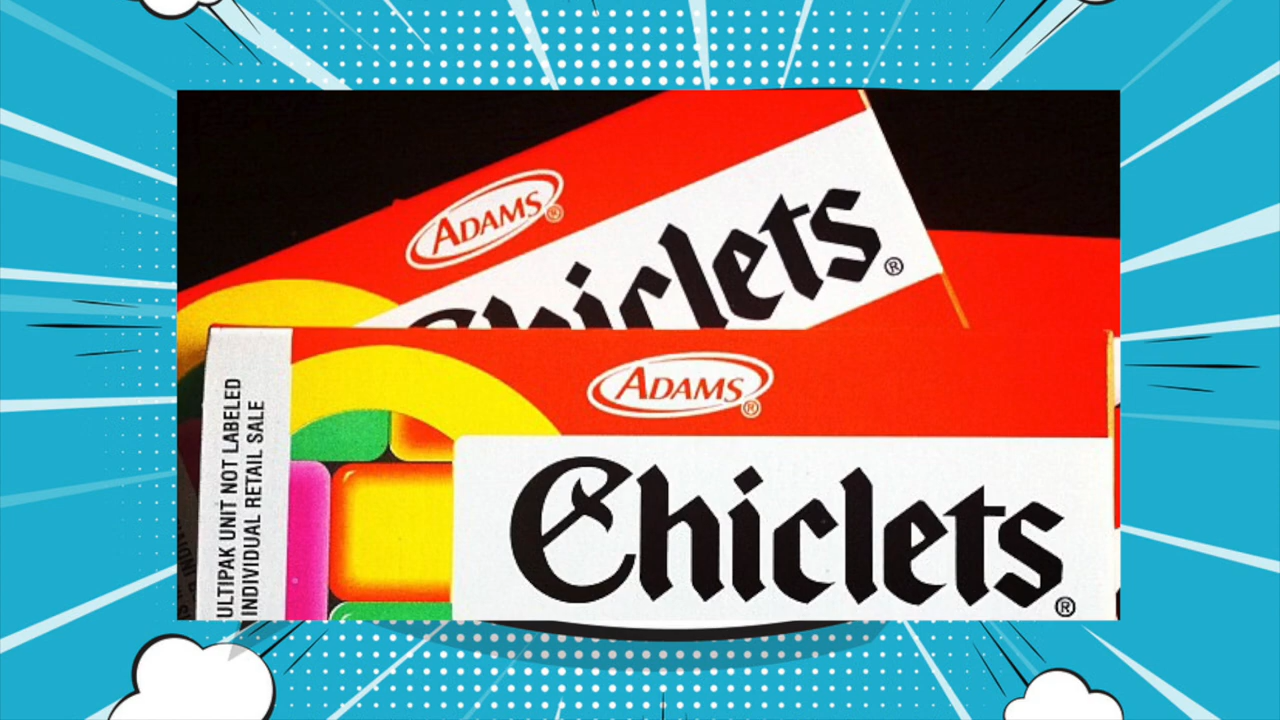 ADAMS®
Chiclets®
ADAMS®
Chiclets®
ULTIPAK UNIT NOT LABELED
INDIVIDUAL RETAIL SALE